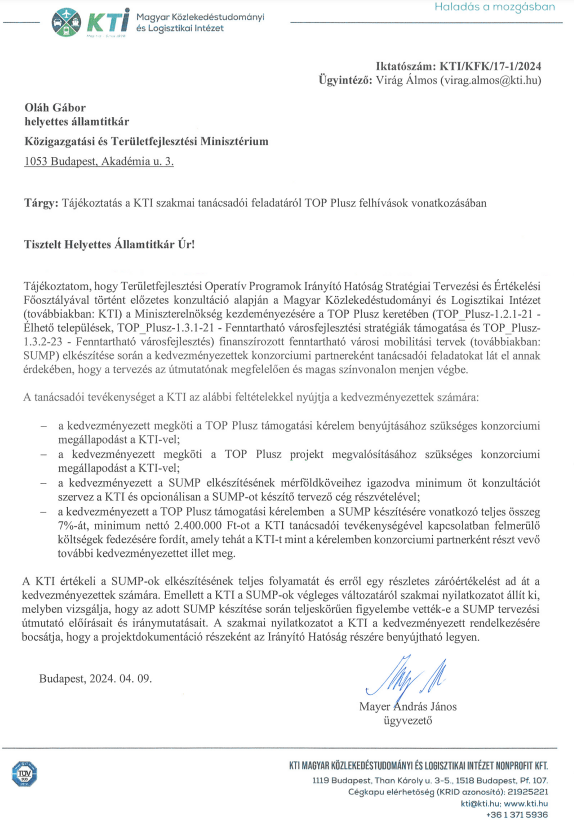 Haladás a mozgásban
KTI
Magyar Közlekedéstudományi
és Logisztikai Intézet
Iktatószám: KTI/KFK/17-1/2024
Ügyintéző: Virág Álmos (virag.almos@kti.hu)
Oláh Gábor
helyettes államtitkár
Közigazgatási és Területfejlesztési Minisztérium
1053 Budapest, Akadémia u. 3.
Tárgy: Tájékoztatás a KTI szakmai tanácsadói feladatáról TOP Plusz felhívások vonatkozásában
Tisztelt Helyettes Államtitkár Úr!
Tájékoztatom, hogy Területfejlesztési Operatív Programok Irányító Hatóság Stratégiai Tervezési és Értékelési
Főosztályával történt előzetes konzultáció alapján a Magyar Közlekedéstudományi és Logisztikai Intézet
(továbbiakban: KTI) a Miniszterelnökség kezdeményezésére a TOP Plusz keretében (TOP_Plusz-1.2.1-21 -
Élhető települések, TOP_Plusz-1.3.1-21 - Fenntartható városfejlesztési stratégiák támogatása és TOP_Plusz-
1.3.2-23 - Fenntartható városfejlesztés) finanszírozott fenntartható városi mobilitási tervek (továbbiakban:
SUMP) elkészítése során a kedvezményezettek konzorciumi partnereként tanácsadói feladatokat lát el annak
érdekében, hogy a tervezés az útmutatónak megfelelően és magas színvonalon menjen végbe.
A tanácsadói tevékenységet a KTI az alábbi feltételekkel nyújtja a kedvezményezettek számára:
– a kedvezményezett megköti a TOP Plusz támogatási kérelem benyújtásához szükséges konzorciumi
megállapodást a KTI-vel;
– a kedvezményezett megköti a TOP Plusz projekt megvalósításához szükséges konzorciumi
megállapodást a KTI-vel;
– a kedvezményezett a SUMP elkészítésének mérföldköveihez igazodva minimum öt konzultációt
szervez a KTI és opcionálisan a SUMP-ot készítő tervező cég részvételével;
– a kedvezményezett a TOP Plusz támogatási kérelemben a SUMP készítésére vonatkozó teljes összeg
7%-át, minimum nettó 2.400.000 Ft-ot a KTI tanácsadói tevékenységével kapcsolatban felmerülő
költségek fedezésére fordít, amely tehát a KTI-t mint a kérelemben konzorciumi partnerként részt vevő
további kedvezményezettet illet meg.
A KTI értékeli a SUMP-ok elkészítésének teljes folyamatát és erről egy részletes záróértékelést ad át a
kedvezményezettek számára. Emellett a KTI a SUMP-ok végleges változatáról szakmai nyilatkozatot állít ki,
melyben vizsgálja, hogy az adott SUMP készítése során teljeskörűen figyelembe vették-e a SUMP tervezési
útmutató előírásait és iránymutatásait. A szakmai nyilatkozatot a KTI a kedvezményezett rendelkezésére
bocsátja, hogy a projektdokumentáció részeként az Irányító Hatóság részére benyújtható legyen.
Budapest, 2024. 04. 09.
Mayer András János
ügyvezető
KTI MAGYAR KÖZLEKEDÉSTUDOMÁNYI ÉS LOGISZTIKAI INTÉZET NONPROFIT KFT.
1119 Budapest, Than Károly u. 3-5., 1518 Budapest, Pf. 107.
Cégkapu elérhetőség (KRID azonosító): 21925221
kti@kti.hu; www.kti.hu
+36 1 371 5936